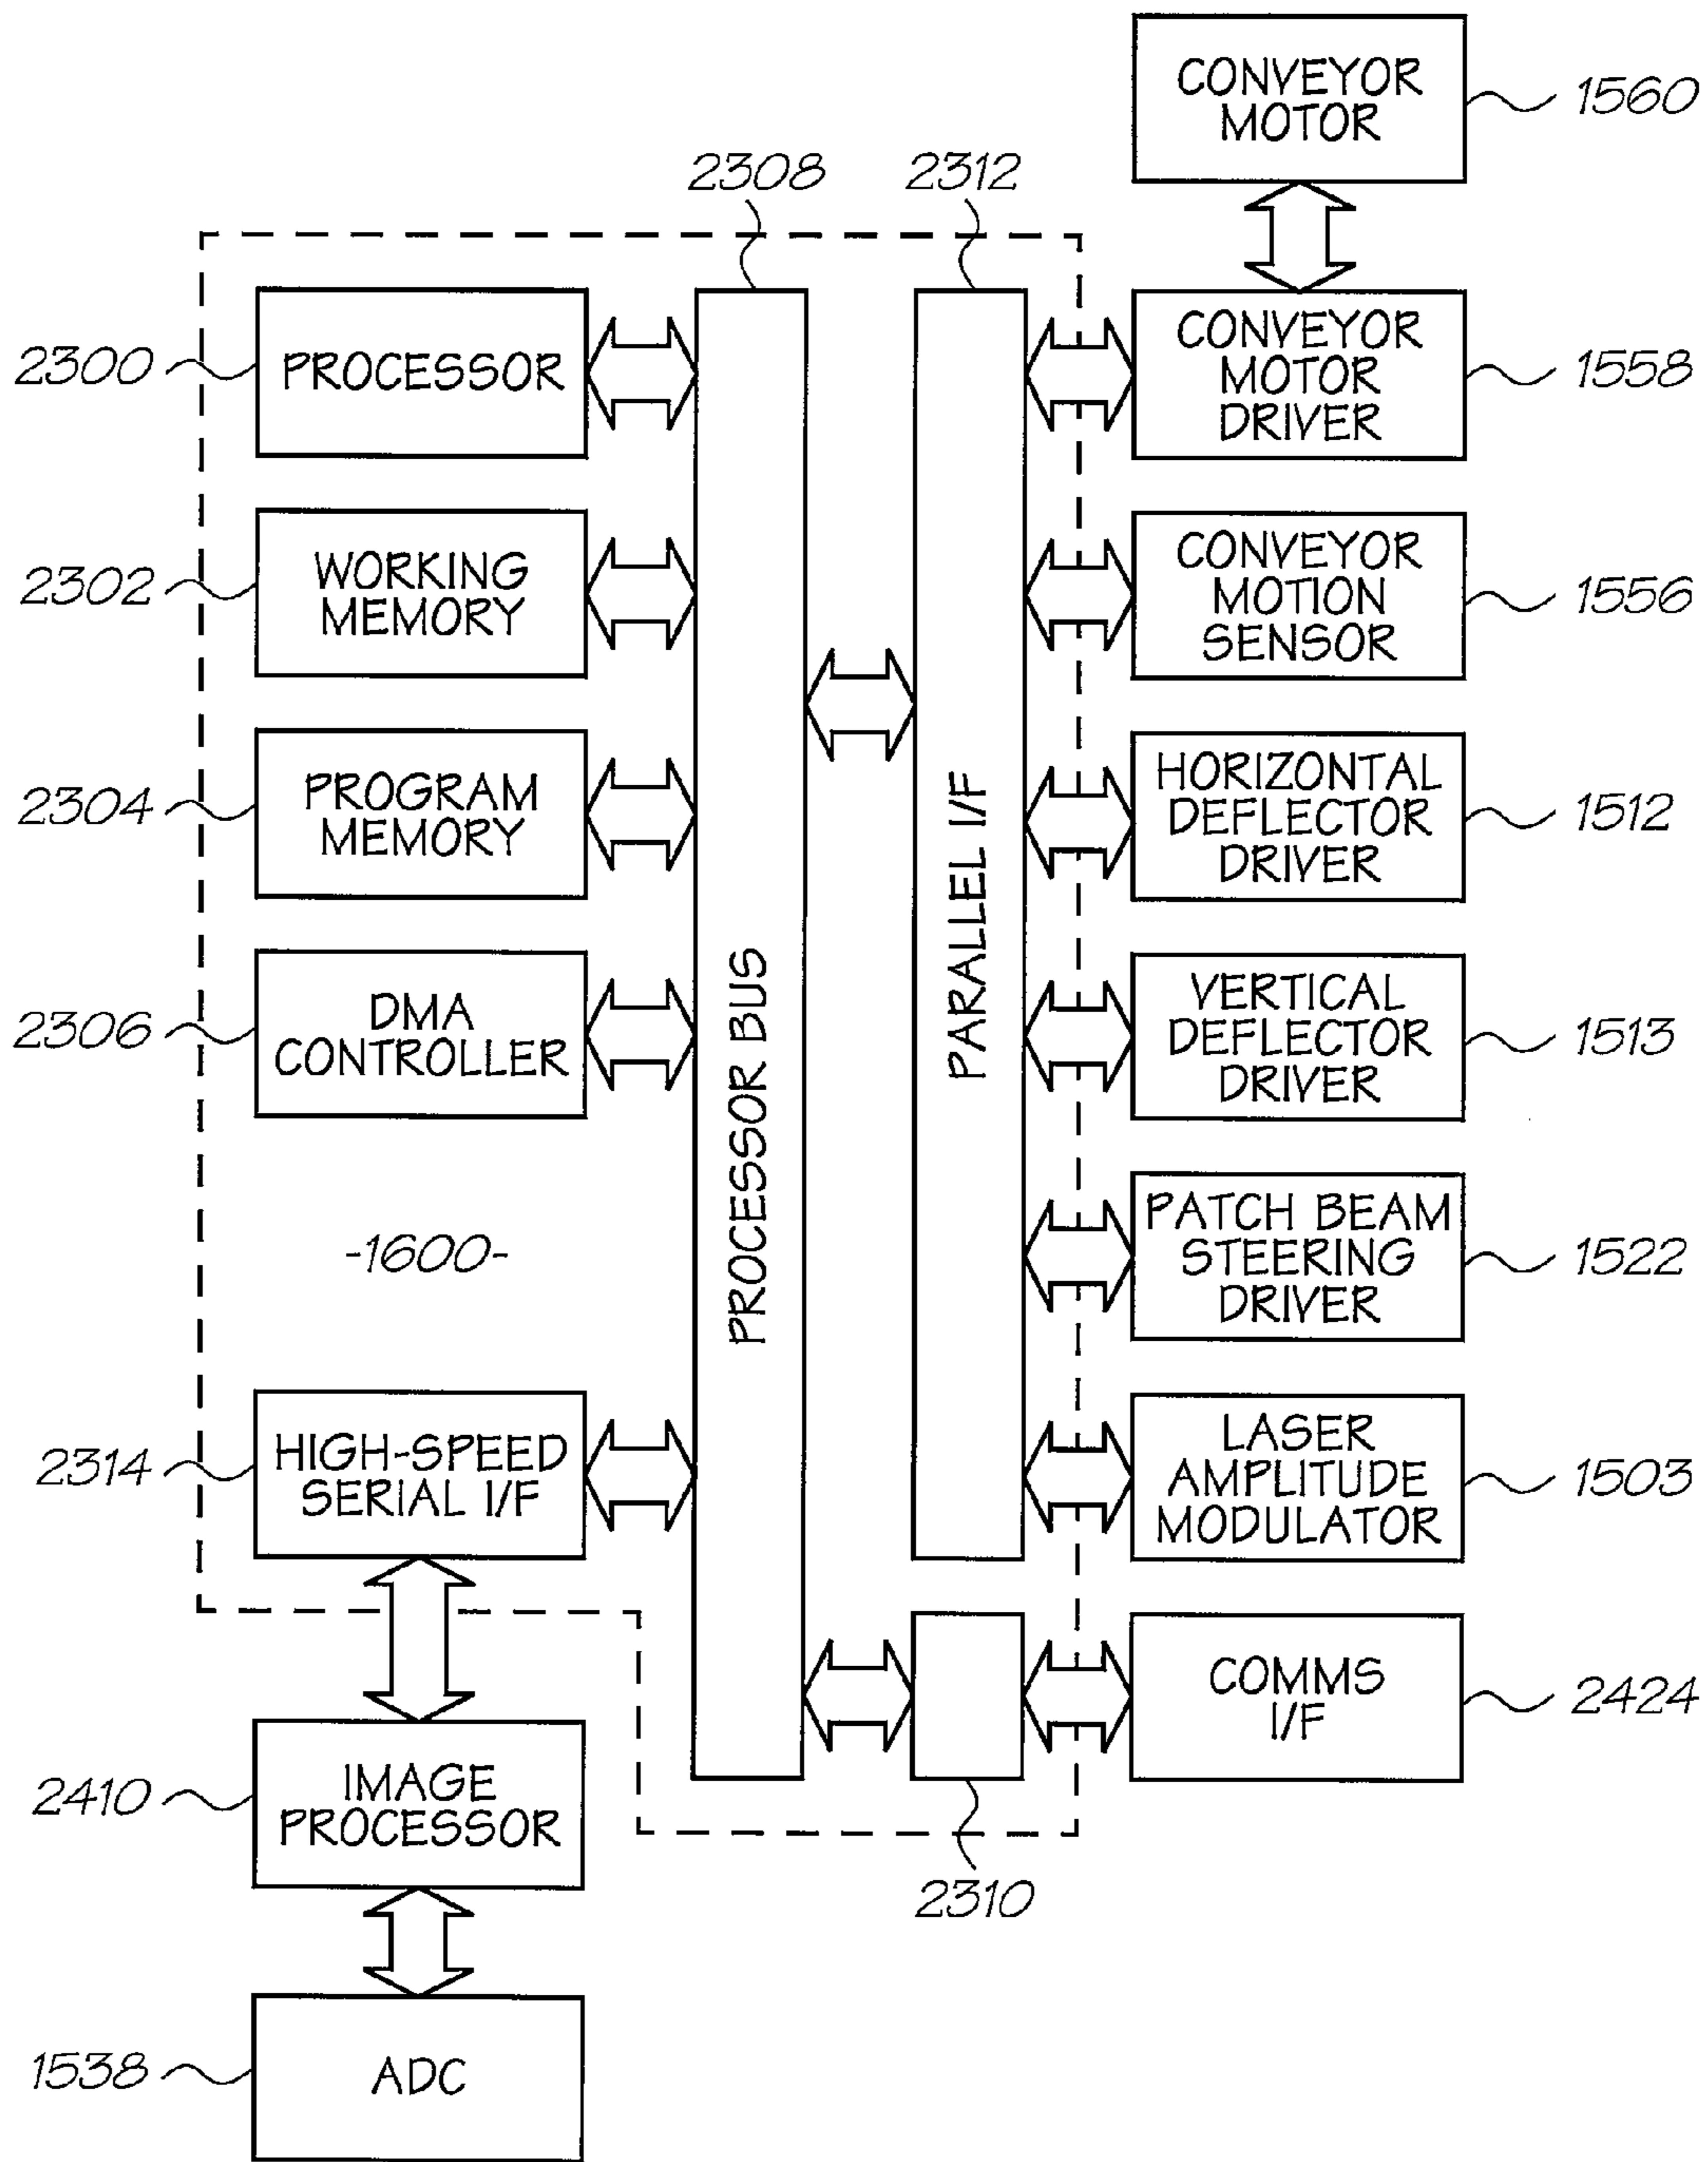 CONVEYOR
MOTOR
1560
2308
2312
2300
PROCESSOR
CONVEYOR
MOTOR
DRIVER
1558
2302
WORKING
MEMORY
CONVEYOR
MOTION
SENSOR
1556
2304
PROGRAM
MEMORY
HORIZONTAL
DEFLECTOR
DRIVER
1512
PARALLEL I/F
2306
DMA
CONTROLLER
VERTICAL
DEFLECTOR
DRIVER
1513
PROCESSOR BUS
-1600-
PATCH BEAM
STEERING
DRIVER
1522
2314
HIGH-SPEED
SERIAL I/F
LASER
AMPLITUDE
MODULATOR
1503
COMMS
I/F
2424
2410
IMAGE
PROCESSOR
2310
1538
ADC